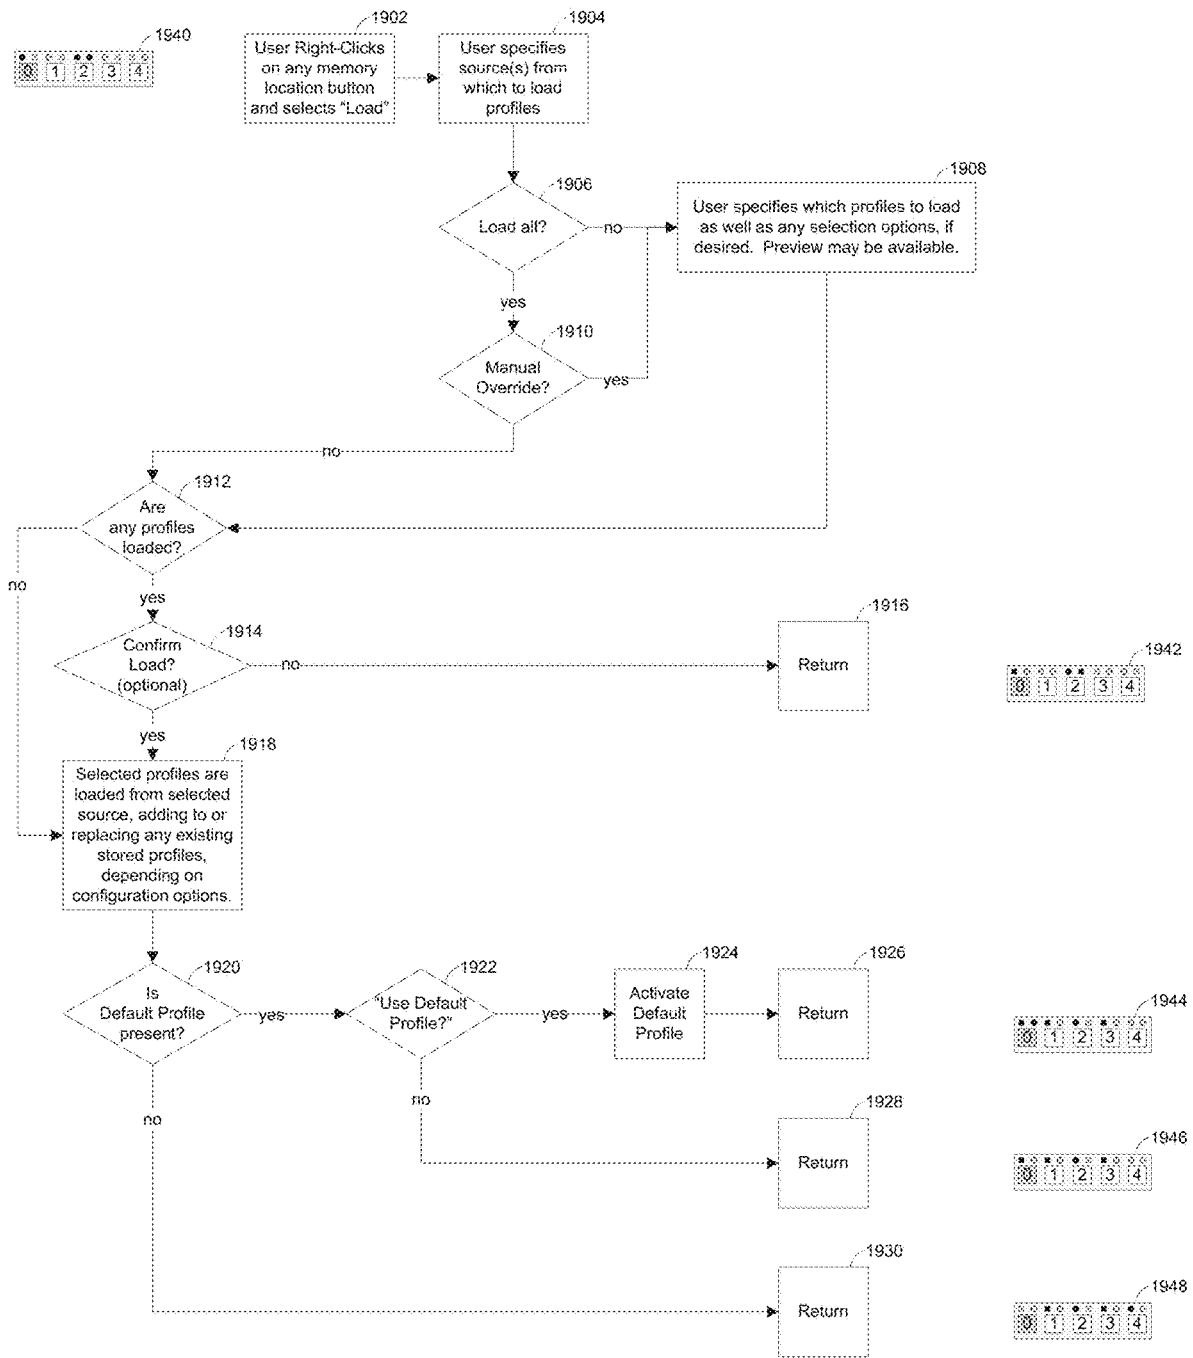 1940
0 1 2 3 4
1902
User Right-Clicks
on any memory
location button
and selects "Load"
1904
User specifies
source(s) from
which to load
profiles
1906
Load all?
no
yes
1908
User specifies which profiles to load
as well as any selection options, if
desired. Preview may be available.
1910
Manual
Override?
yes
no
1912
Are
any profiles
loaded?
no
yes
1914
Confirm
Load?
(optional)
no
yes
1916
Return
1942
0 1 2 3 4
1918
Selected profiles are
loaded from selected
source, adding to or
replacing any existing
stored profiles,
depending on
configuration options.
1920
Is
Default Profile
present?
yes
no
1922
"Use Default
Profile?"
yes
no
1924
Activate
Default
Profile
1926
Return
1944
0 1 2 3 4
1928
Return
1946
0 1 2 3 4
1930
Return
1948
0 1 2 3 4